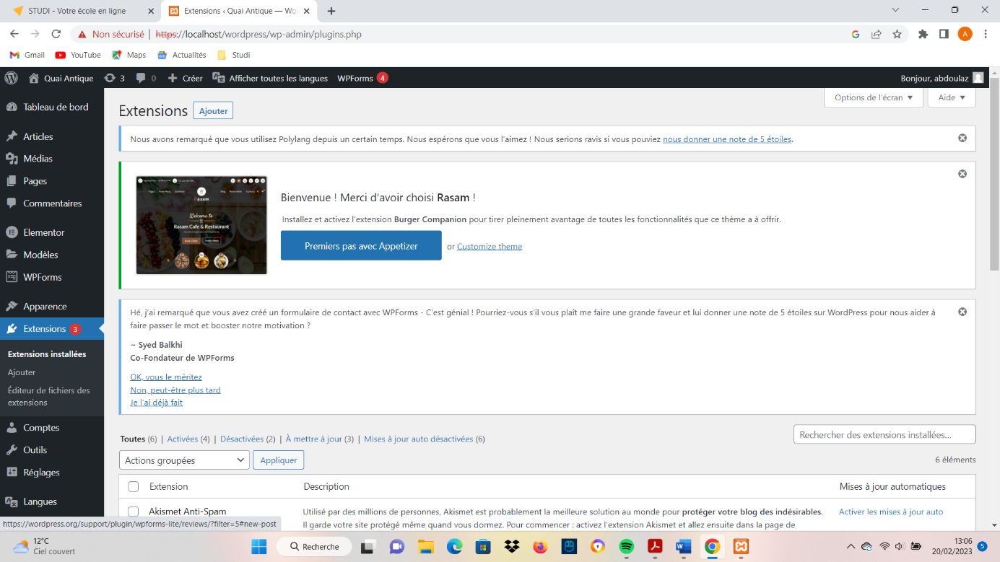 STUDI - Votre école en ligne
Extensions ‹ Quai Antique — Wor
Non sécurisé | https://localhost/wordpress/wp-admin/plugins.php
A
Gmail YouTube Maps Actualités Studi
Quai Antique 3 0 Créer Afficher toutes les langues WPForms 4 Bonjour, abdoulaz
Options de l'écran Aide
Tableau de bord
Articles
Médias
Pages
Commentaires
Elementor
Modèles
WPForms
Apparence
Extensions 3
Extensions installées
Ajouter
Éditeur de fichiers des
extensions
Comptes
Outils
Réglages
Langues
Extensions Ajouter
Nous avons remarqué que vous utilisez Polylang depuis un certain temps. Nous espérons que vous l'aimez ! Nous serions ravis si vous pouviez nous donner une note de 5 étoiles.
Welcome to
Rasam Cafe & Restaurant
Bienvenue ! Merci d'avoir choisi Rasam !
Installez et activez l'extension Burger Companion pour tirer pleinement avantage de toutes les fonctionnalités que ce thème a à offrir.
Premiers pas avec Appetizer or Customize theme
Hé, j'ai remarqué que vous avez créé un formulaire de contact avec WPForms - C'est génial ! Pourriez-vous s'il vous plaît me faire une grande faveur et lui donner une note de 5 étoiles sur WordPress pour nous aider à
faire passer le mot et booster notre motivation ?
~ Syed Balkhi
Co-Fondateur de WPForms
OK, vous le méritez
Non, peut-être plus tard
Je l'ai déjà fait
Toutes (6) | Activées (4) | Désactivées (2) | À mettre à jour (3) | Mises à jour auto désactivées (6)
Rechercher des extensions installées...
Actions groupées Appliquer
6 éléments
Extension Description Mises à jour automatiques
Akismet Anti-Spam Utilisé par des millions de personnes, Akismet est probablement la meilleure solution au monde pour protéger votre blog des indésirables. Activer les mises à jour auto
Il garde votre site protégé même quand vous dormez. Pour commencer : activez l'extension Akismet et allez ensuite dans la page de
https://wordpress.org/support/plugin/wpforms-lite/reviews/?filter=5#new-post
12°C
Ciel couvert
Recherche
13:06
20/02/2023
5